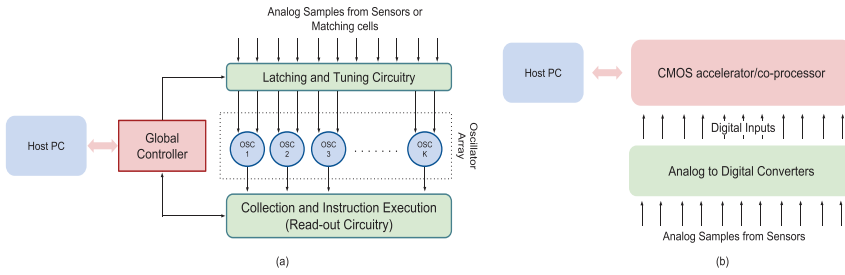 Analog Samples from Sensors or
Matching cells
Latching and Tuning Circuitry
Host PC
Global
Controller
OSC
1
OSC
2
OSC
3
. . . . . . .
OSC
K
Oscillator
Array
Collection and Instruction Execution
(Read-out Circuitry)
(a)
Host PC
CMOS accelerator/co-processor
Digital Inputs
Analog to Digital Converters
Analog Samples from Sensors
(b)